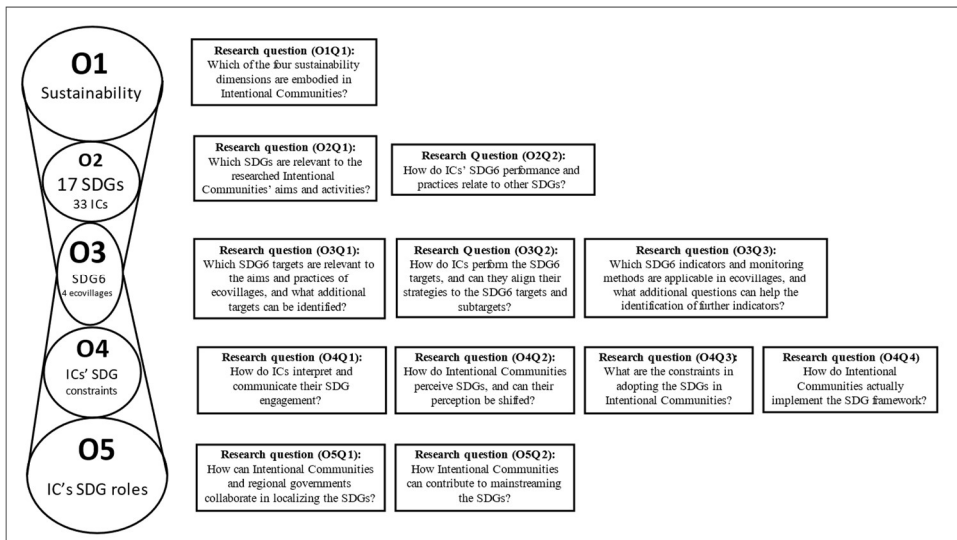 O1
Sustainability
Research question (O1Q1):
Which of the four sustainability
dimensions are embodied in
Intentional Communities?
O2
17 SDGs
33 ICs
Research question (O2Q1):
Which SDGs are relevant to the
researched Intentional
Communities' aims and activities?
Research Question (O2Q2):
How do ICs' SDG6 performance and
practices relate to other SDGs?
O3
SDG6
4 ecovillages
Research question (O3Q1):
Which SDG6 targets are relevant to
the aims and practices of
ecovillages, and what additional
targets can be identified?
Research Question (O3Q2):
How do ICs perform the SDG6
targets, and can they align their
strategies to the SDG6 targets and
subtargets?
Research question (O3Q3):
Which SDG6 indicators and monitoring
methods are applicable in ecovillages, and
what additional questions can help the
identification of further indicators?
O4
ICs' SDG
constraints
Research question (O4Q1):
How do ICs interpret and
communicate their SDG
engagement?
Research question (O4Q2):
How do Intentional Communities
perceive SDGs, and can their
perception be shifted?
Research question (O4Q3):
What are the constraints in
adopting the SDGs in
Intentional Communities?
Research question (O4Q4)
How do Intentional
Communities actually
implement the SDG framework?
O5
IC's SDG roles
Research question (O5Q1):
How can Intentional Communities
and regional governments
collaborate in localizing the SDGs?
Research question (O5Q2):
How Intentional Communities
can contribute to mainstreaming
the SDGs?